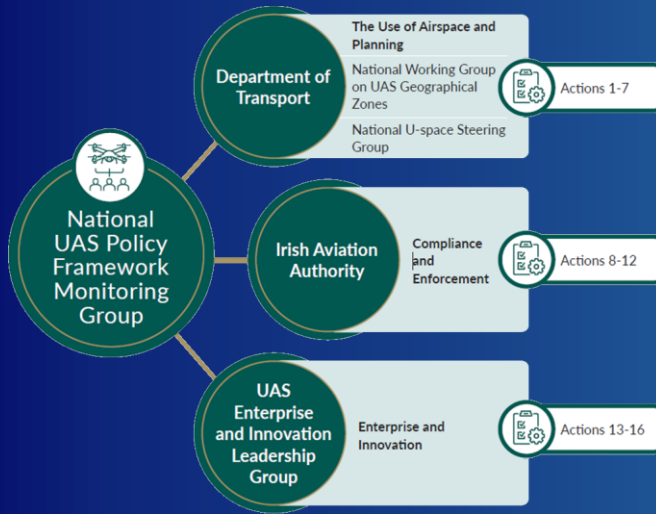 National
UAS Policy
Framework
Monitoring
Group
Department of
Transport
The Use of Airspace and
Planning
National Working Group
on UAS Geographical
Zones
National U-space Steering
Group
Actions 1-7
Irish Aviation
Authority
Compliance
and
Enforcement
Actions 8-12
UAS
Enterprise
and Innovation
Leadership
Group
Enterprise and
Innovation
Actions 13-16